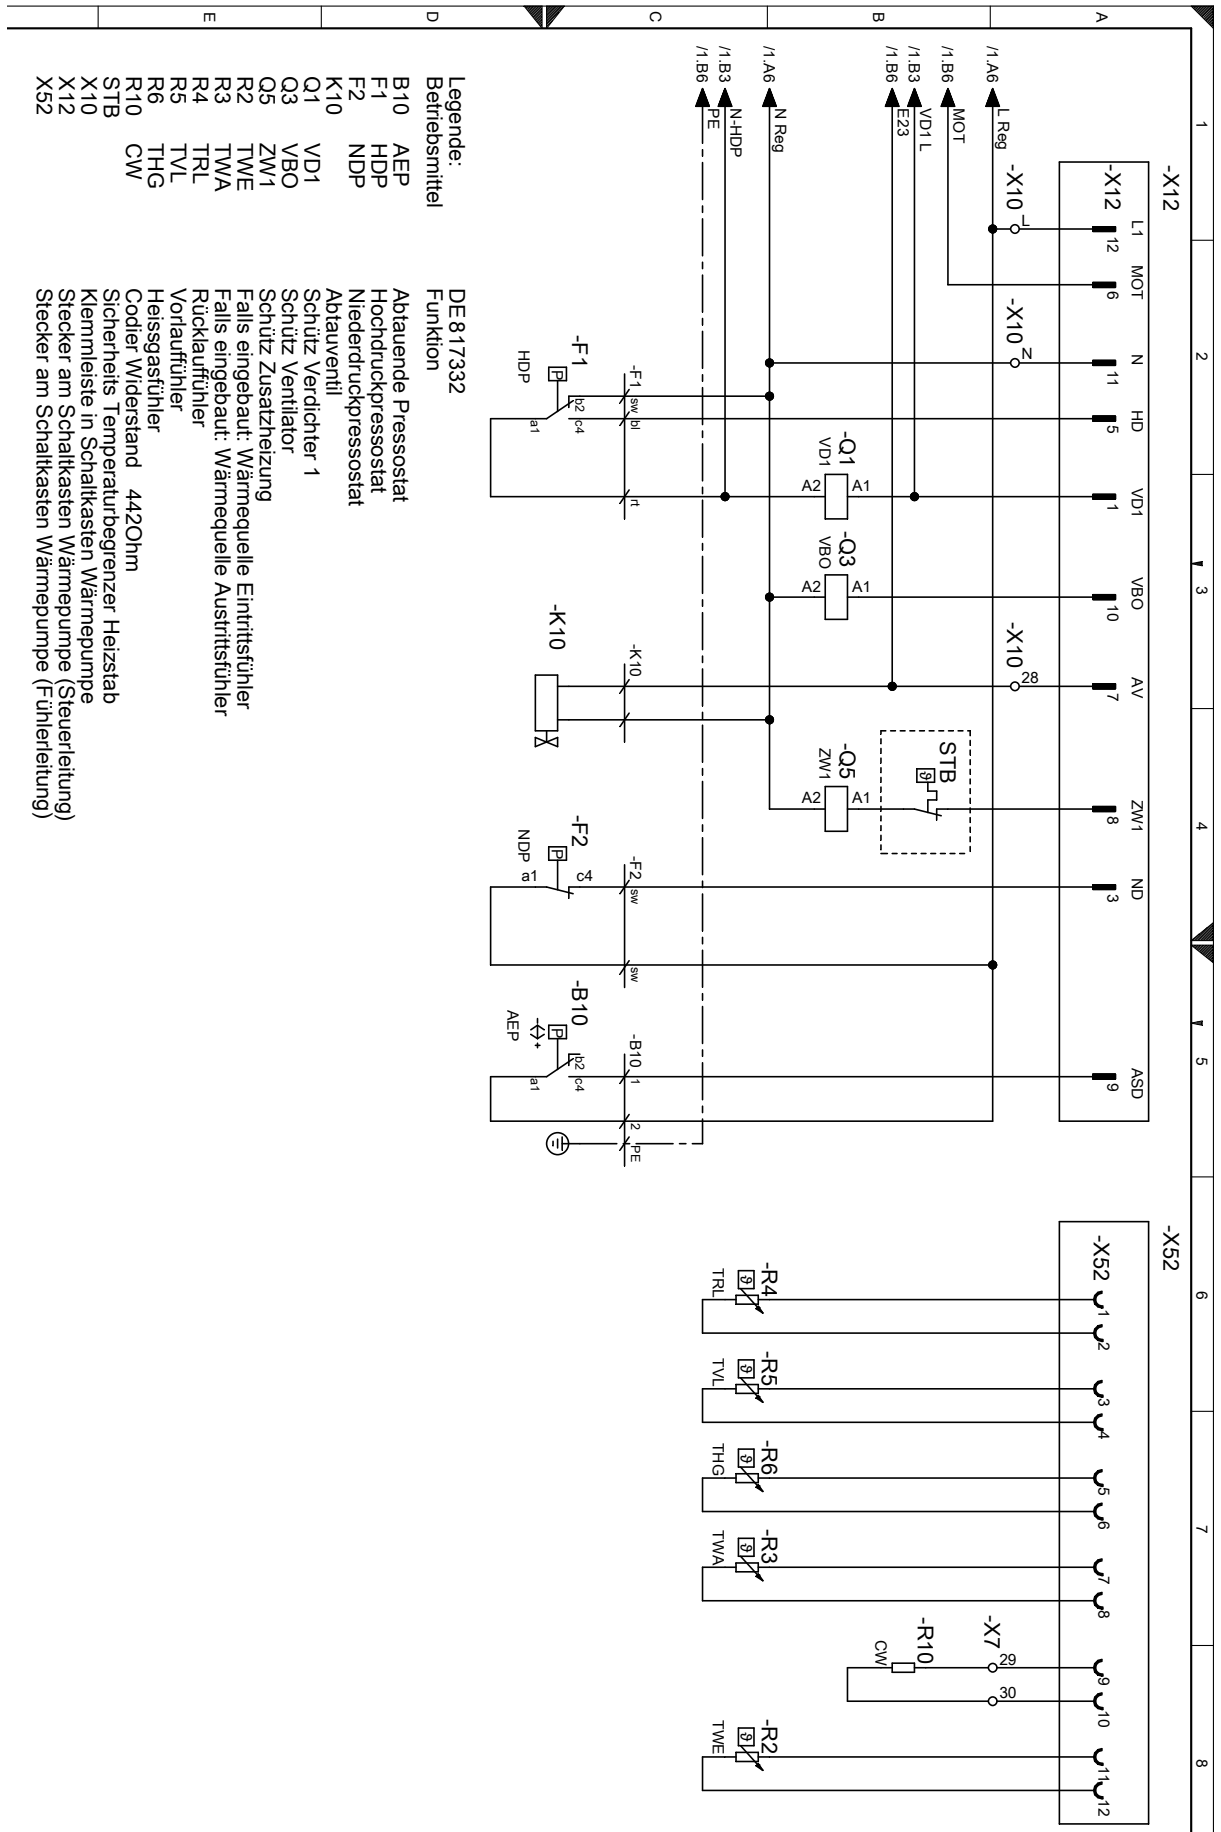 1
2
3
4
5
6
7
8
A
B
C
D
E
-X12
-X52
-X12
L1
MOT
N
HD
VD1
VBO
AV
ZW1
ND
ASD
12
6
11
5
1
10
7
8
3
9
-X52
1
2
3
4
5
6
7
8
9
10
11
12
/1.A6
L Reg
-X10
L
-X10
N
-X10
28
/1.B6
MOT
/1.B3
VD1 L
/1.B6
E23
STB
ϑ
-X7
29
30
-R10
CW
-Q1
VD1
A1
A2
-Q3
VBO
A1
A2
-Q5
ZW1
A1
A2
/1.A6
N Reg
/1.B3
N-HDP
/1.B6
PE
-R4
ϑ
TRL
-R5
ϑ
TVL
-R6
ϑ
THG
-R3
ϑ
TWA
-R2
ϑ
TWE
-F1
sw
bl
rt
-K10
-F2
sw
sw
-B10
1
2
PE
-F1
P
HDP
b2
c4
a1
-K10
-F2
P
NDP
a1
c4
-B10
P
AEP
- +
b2
c4
a1
Legende: DE817332
Betriebsmittel Funktion
B10 AEP Abtauende Pressostat
F1 HDP Hochdruckpressostat
F2 NDP Niederdruckpressostat
K10 Abtauventil
Q1 VD1 Schütz Verdichter 1
Q3 VBO Schütz Ventilator
Q5 ZW1 Schütz Zusatzheizung
R2 TWE Falls eingebaut: Wärmequelle Eintrittsfühler
R3 TWA Falls eingebaut: Wärmequelle Austrittsfühler
R4 TRL Rücklauffühler
R5 TVL Vorlauffühler
R6 THG Heissgasfühler
R10 CW Codier Widerstand 442Ohm
STB Sicherheits Temperaturbegrenzer Heizstab
X10 Klemmleiste in Schaltkasten Wärmepumpe
X12 Stecker am Schaltkasten Wärmepumpe (Steuerleitung)
X52 Stecker am Schaltkasten Wärmepumpe (Fühlerleitung)